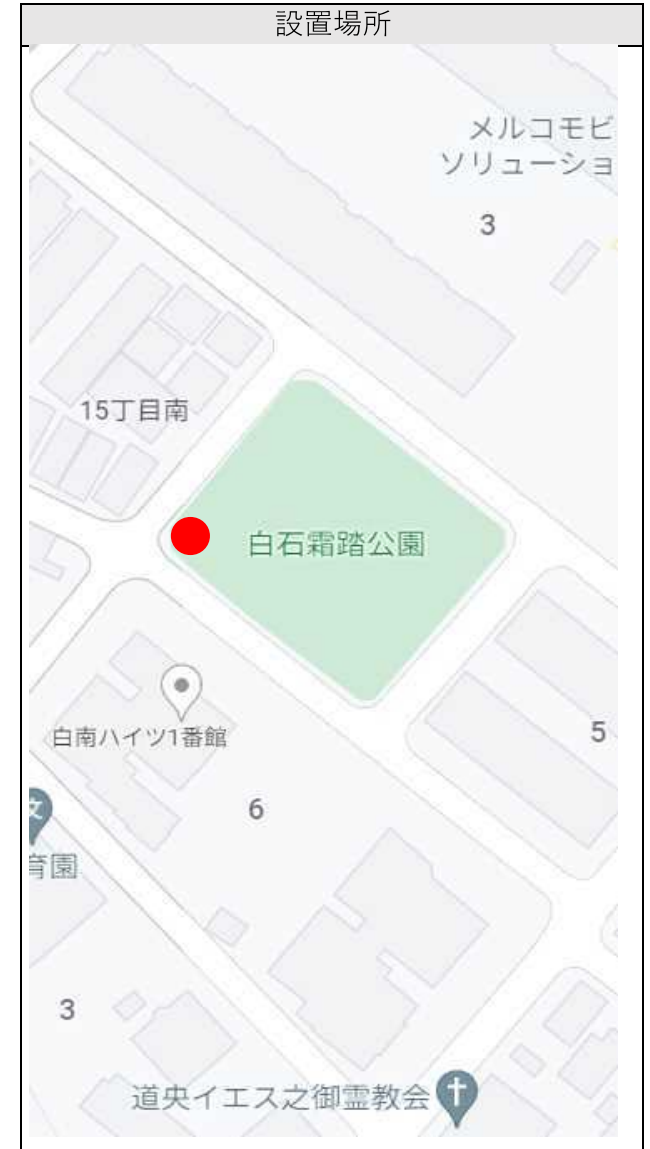 設置場所
メルコモビ
ソリューショ
3
15丁目南
白石霜踏公園
白南ハイツ1番館
5
6
文
育園
3
道央イエス之御霊教会